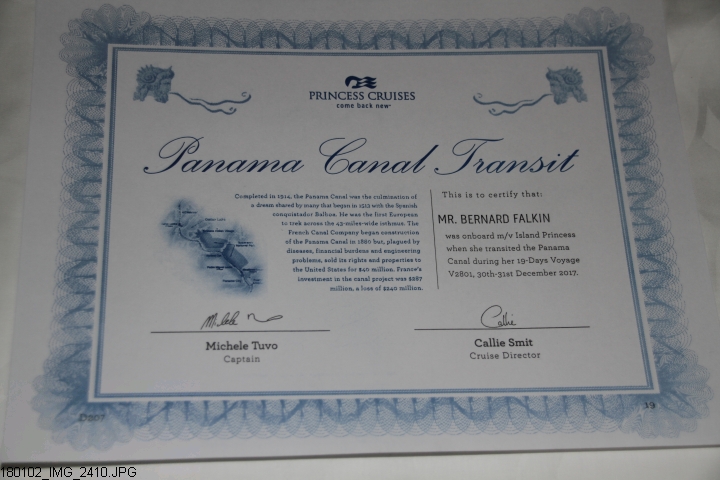 PRINCESS CRUISES
come back new®
Panama Canal Transit
Completed in 1914, the Panama Canal was the culmination of
a dream shared by many that began in 1513 with the Spanish
conquistador Balboa. He was the first European
to trek across the 43-miles-wide isthmus. The
French Canal Company began construction
of the Panama Canal in 1880 but, plagued by
diseases, financial burdens and engineering
problems, sold its rights and properties to
the United States for $40 million. France's
investment in the canal project was $287
million, a loss of $240 million.
This is to certify that:
MR. BERNARD FALKIN
was onboard m/v Island Princess
when she transited the Panama
Canal during her 19-Days Voyage
V2801, 30th-31st December 2017.
Michele Tuvo
Captain
Callie
Callie Smit
Cruise Director
19
180102_IMG_2410.JPG